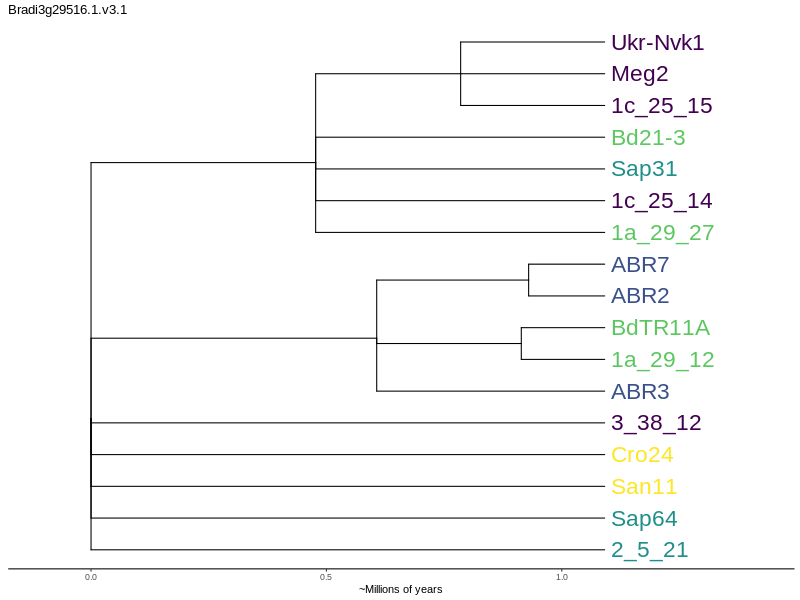 Bradi3g29516.1.v3.1
Ukr-Nvk1
Meg2
1c_25_15
Bd21-3
Sap31
1c_25_14
1a_29_27
ABR7
ABR2
BdTR11A
1a_29_12
ABR3
3_38_12
Cro24
San11
Sap64
2_5_21
0.0 0.5 1.0
~Millions of years